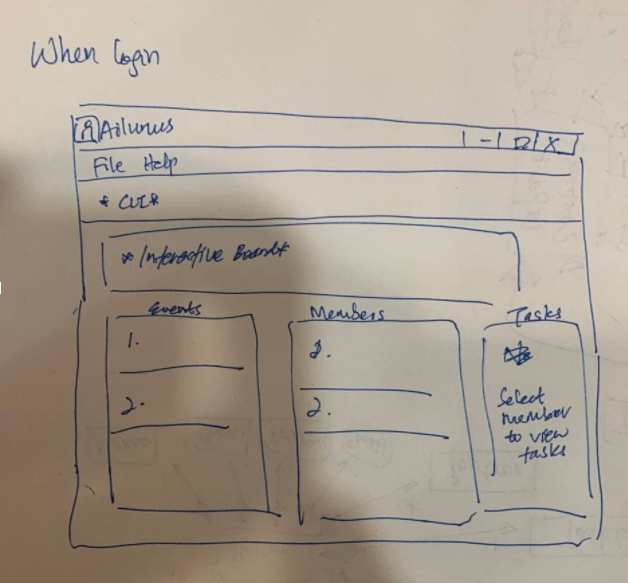 When login
Ailurus
File Help
* CLI *
* Interactive Board *
Events
Members
Tasks
1.
2.
1.
2.
Select
member
to view
tasks